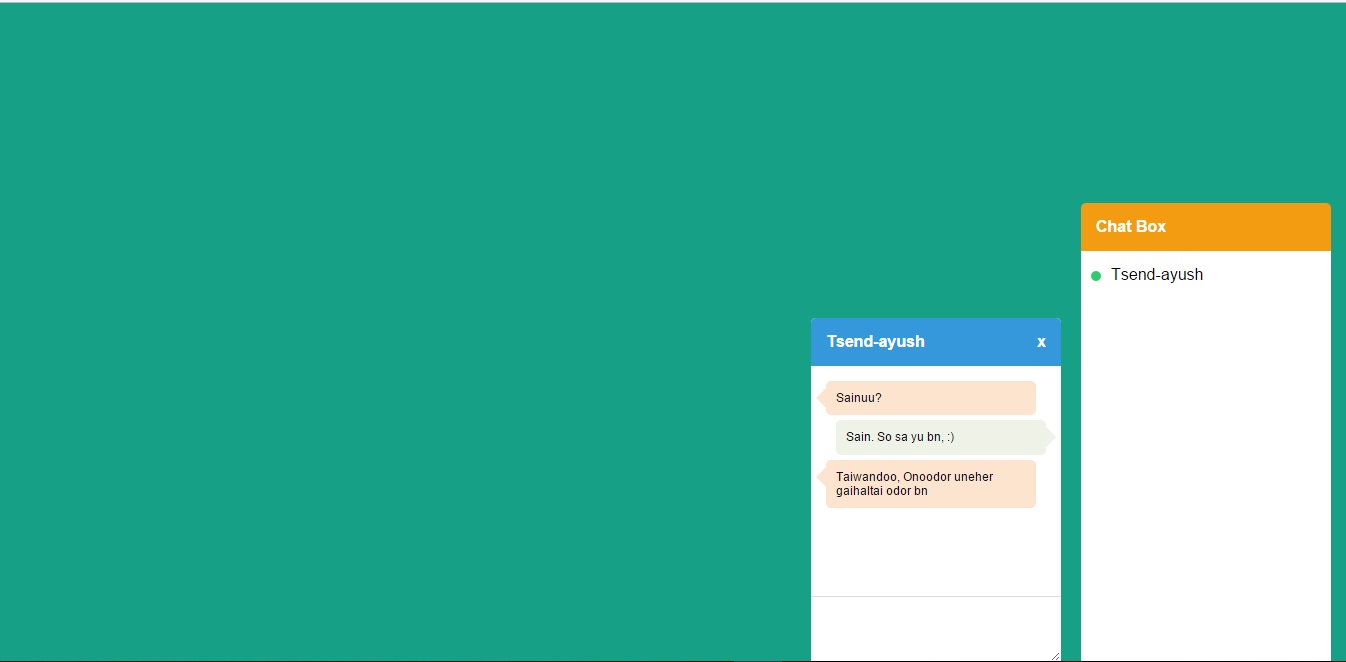 Chat Box
Tsend-ayush
Tsend-ayush x
Sainuu?
Sain. So sa yu bn, :)
Taiwandoo, Onoodor uneher
gaihaltai odor bn